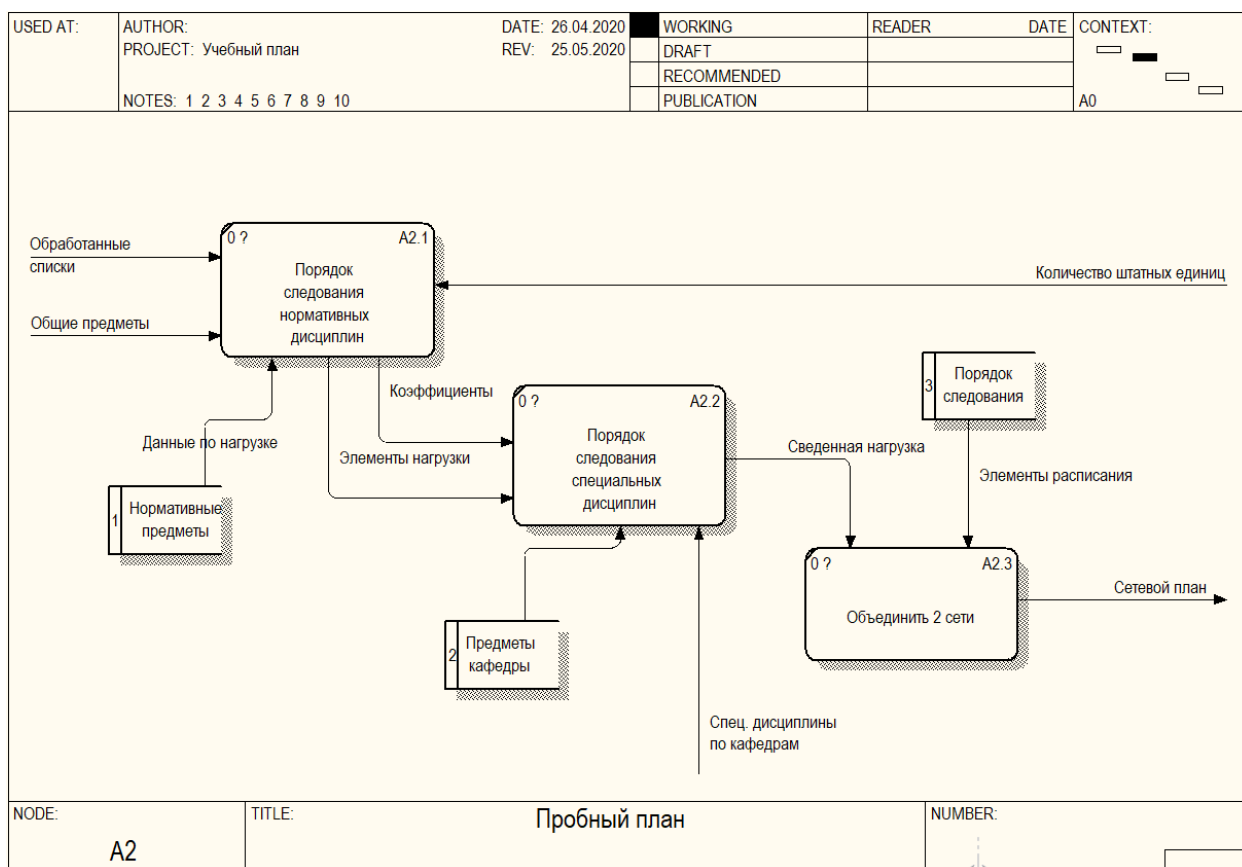 USED AT:
AUTHOR:
DATE: 26.04.2020
WORKING
READER
DATE
CONTEXT:
PROJECT: Учебный план
REV: 25.05.2020
DRAFT
RECOMMENDED
NOTES: 1 2 3 4 5 6 7 8 9 10
PUBLICATION
A0
Обработанные
списки
Общие предметы
0 ?
A2.1
Порядок
следования
нормативных
дисциплин
Количество штатных единиц
Коэффициенты
Данные по нагрузке
Элементы нагрузки
1
Нормативные
предметы
0 ?
A2.2
Порядок
следования
специальных
дисциплин
3
Порядок
следования
Сведенная нагрузка
Элементы расписания
0 ?
A2.3
Объединить 2 сети
Сетевой план
2
Предметы
кафедры
Спец. дисциплины
по кафедрам
NODE:
A2
TITLE:
Пробный план
NUMBER: